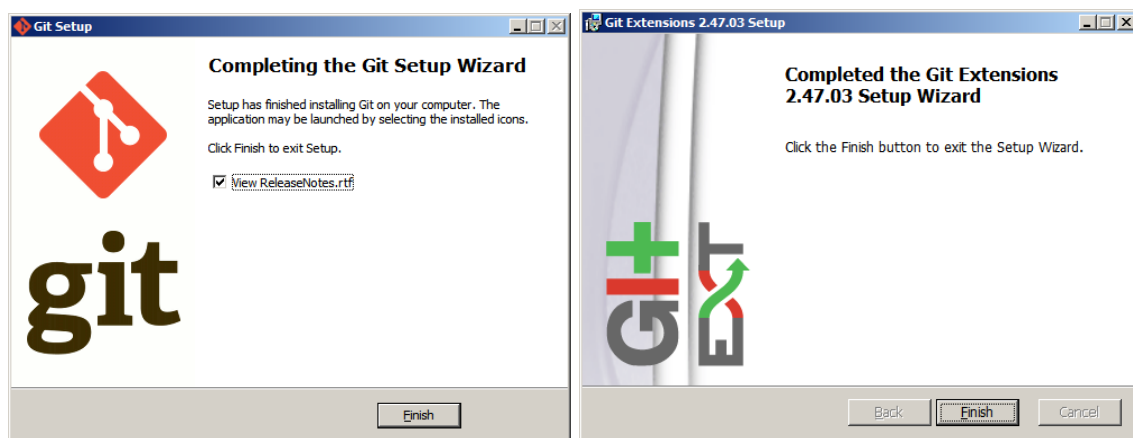 Git Setup
Completing the Git Setup Wizard
Setup has finished installing Git on your computer. The
application may be launched by selecting the installed icons.
Click Finish to exit Setup.
View ReleaseNotes.rtf
git
Finish
Git Extensions 2.47.03 Setup
Completed the Git Extensions
2.47.03 Setup Wizard
Click the Finish button to exit the Setup Wizard.
GIt
EXT
Back Finish Cancel